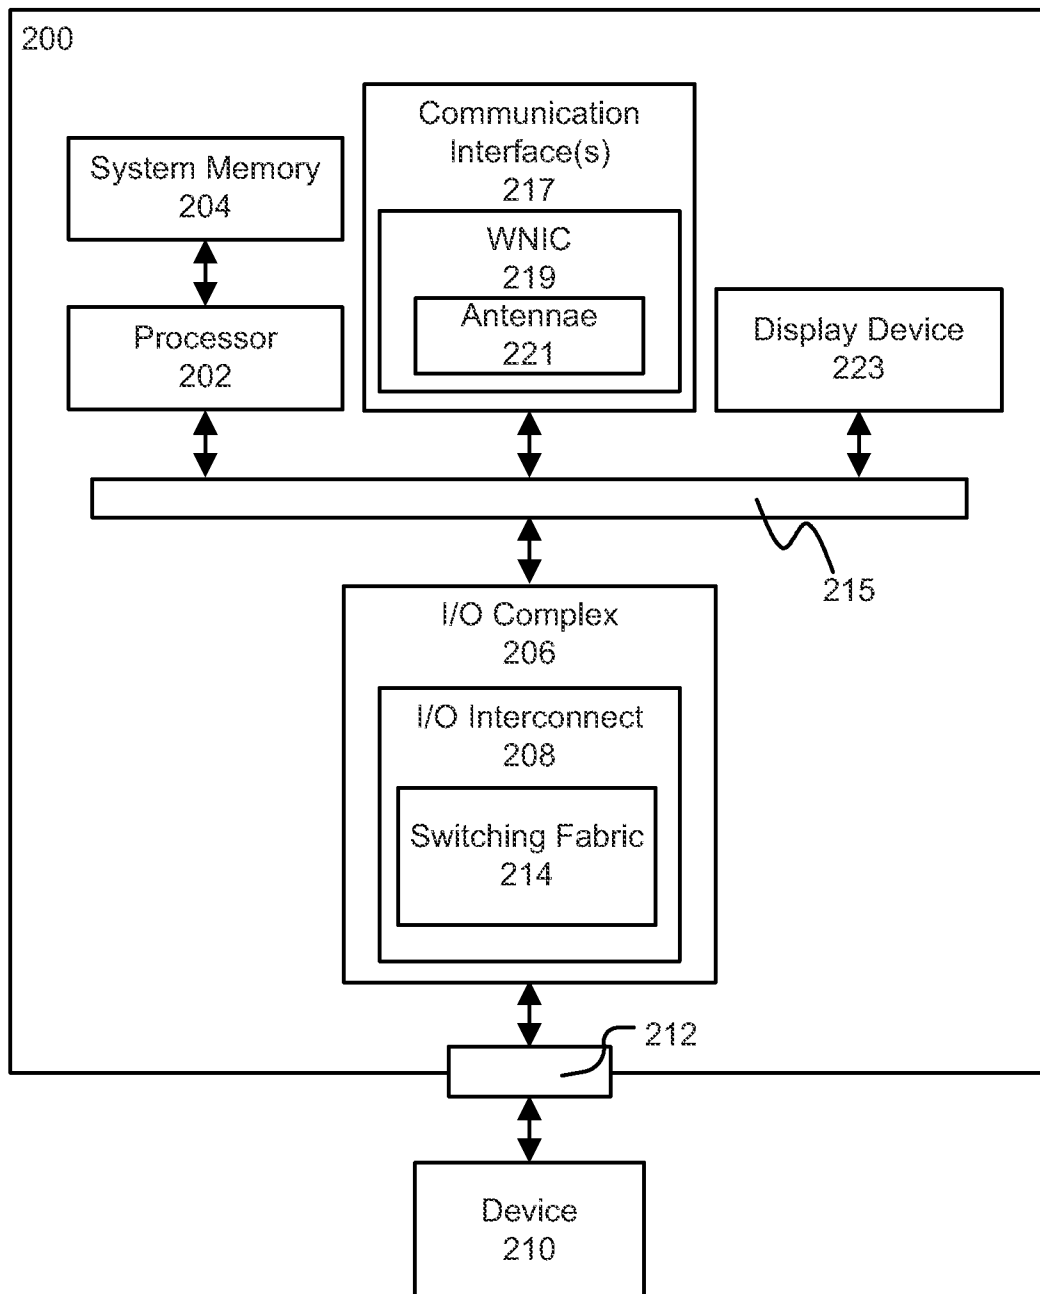 200
System Memory
204
Communication
Interface(s)
217
WNIC
219
Antennae
221
Processor
202
Display Device
223
215
I/O Complex
206
I/O Interconnect
208
Switching Fabric
214
212
Device
210